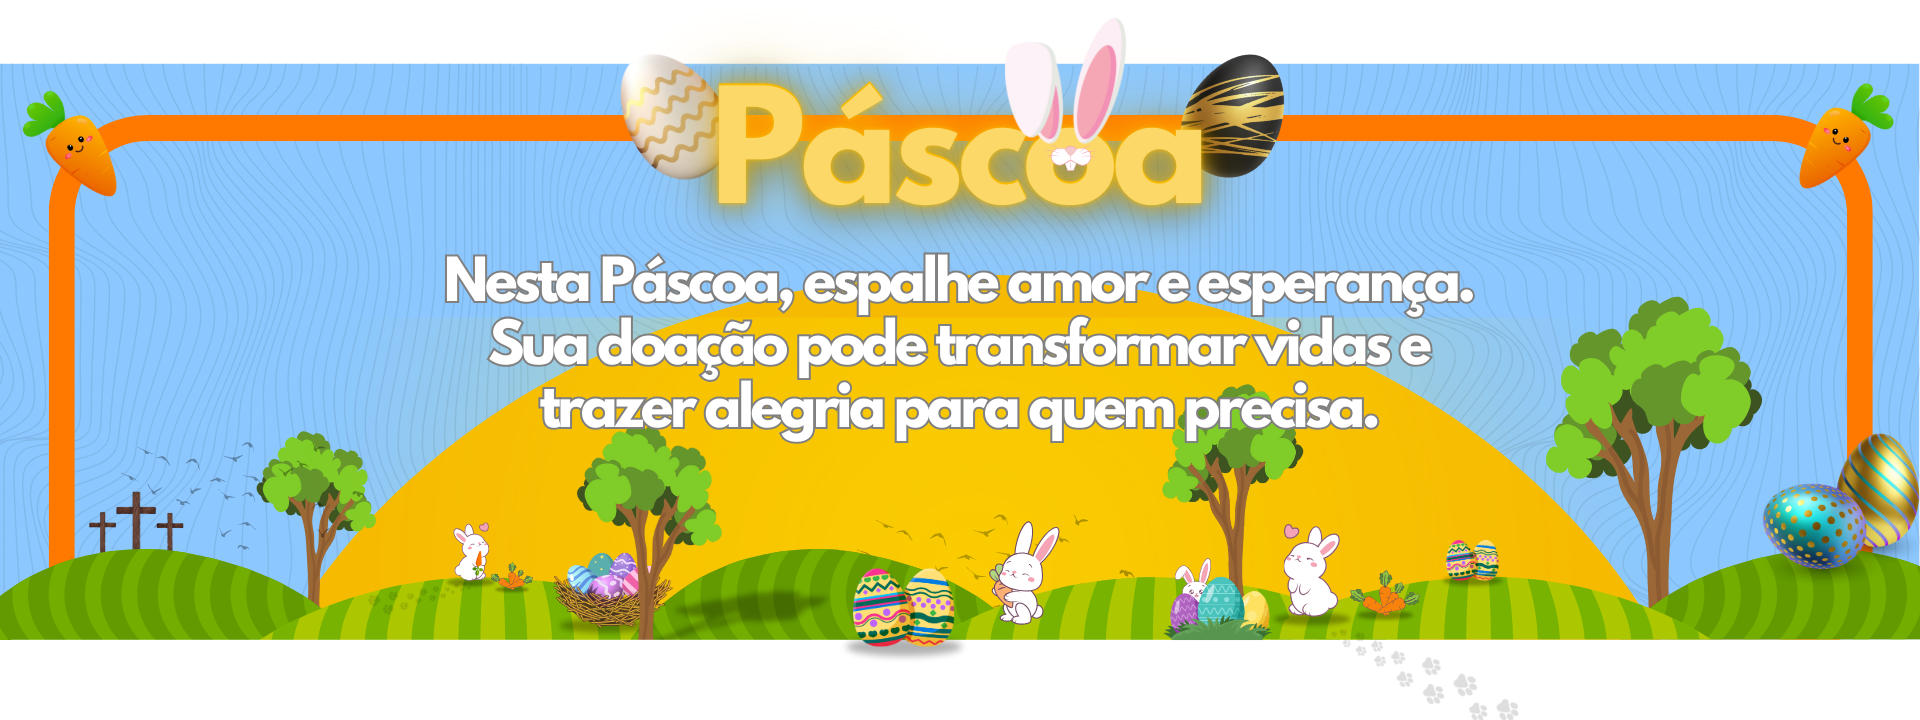 Páscoa
Nesta Páscoa, espalhe amor e esperança.
Sua doação pode transformar vidas e
trazer alegria para quem precisa.